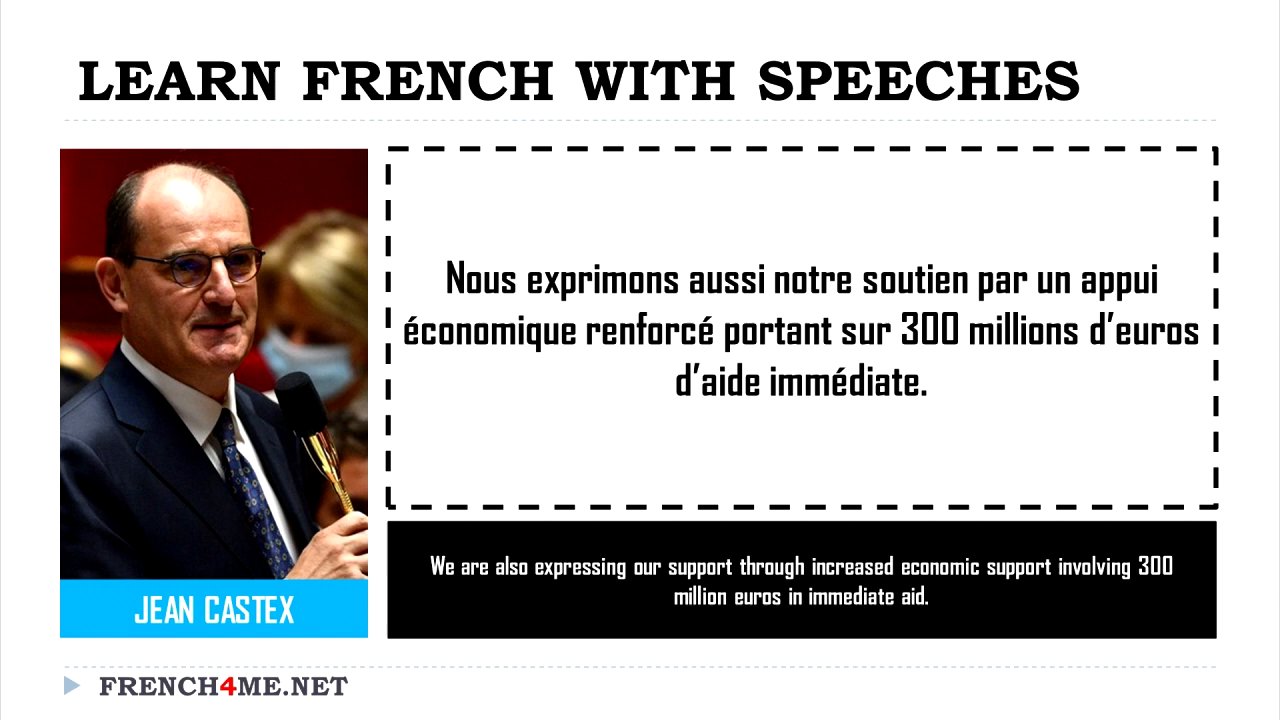 LEARN FRENCH WITH SPEECHES
Nous exprimons aussi notre soutien par un appui
économique renforcé portant sur 300 millions d’euros
d’aide immédiate.
We are also expressing our support through increased economic support involving 300
million euros in immediate aid.
JEAN CASTEX
FRENCH4ME.NET